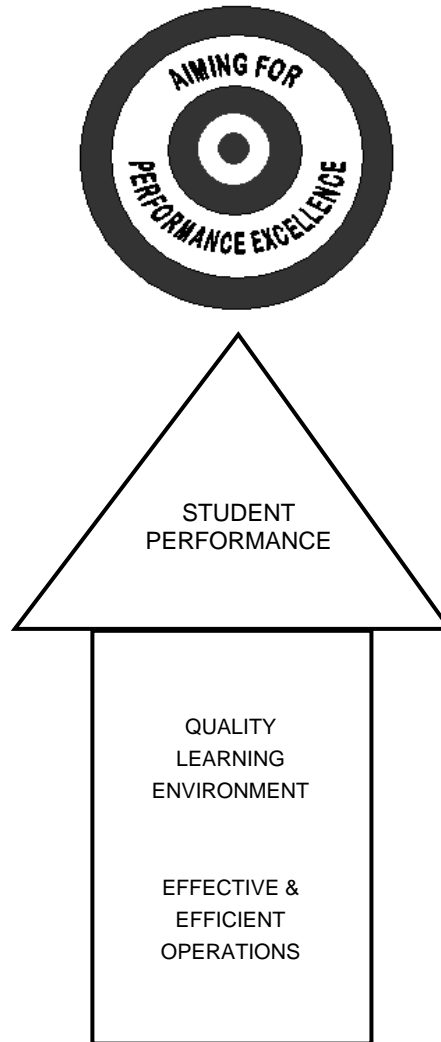 AIMING FOR
PERFORMANCE EXCELLENCE
STUDENT
PERFORMANCE
QUALITY
LEARNING
ENVIRONMENT
EFFECTIVE &
EFFICIENT
OPERATIONS